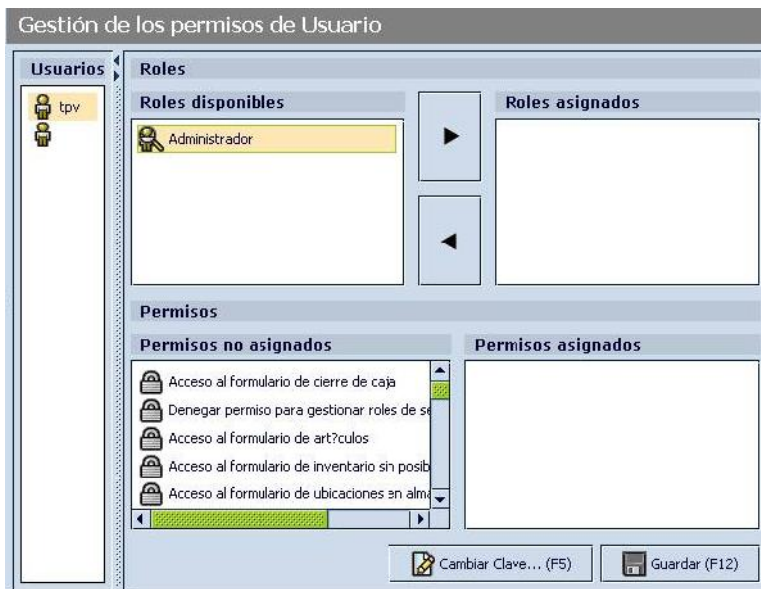 Gestión de los permisos de Usuario
Usuarios
tpv
Roles
Roles disponibles
Administrador
Roles asignados
Permisos
Permisos no asignados
Acceso al formulario de cierre de caja
Denegar permiso para gestionar roles de se
Acceso al formulario de art?culos
Acceso al formulario de inventario sin posib
Acceso al formulario de ubicaciones en alma
Permisos asignados
Cambiar Clave... (F5)
Guardar (F12)